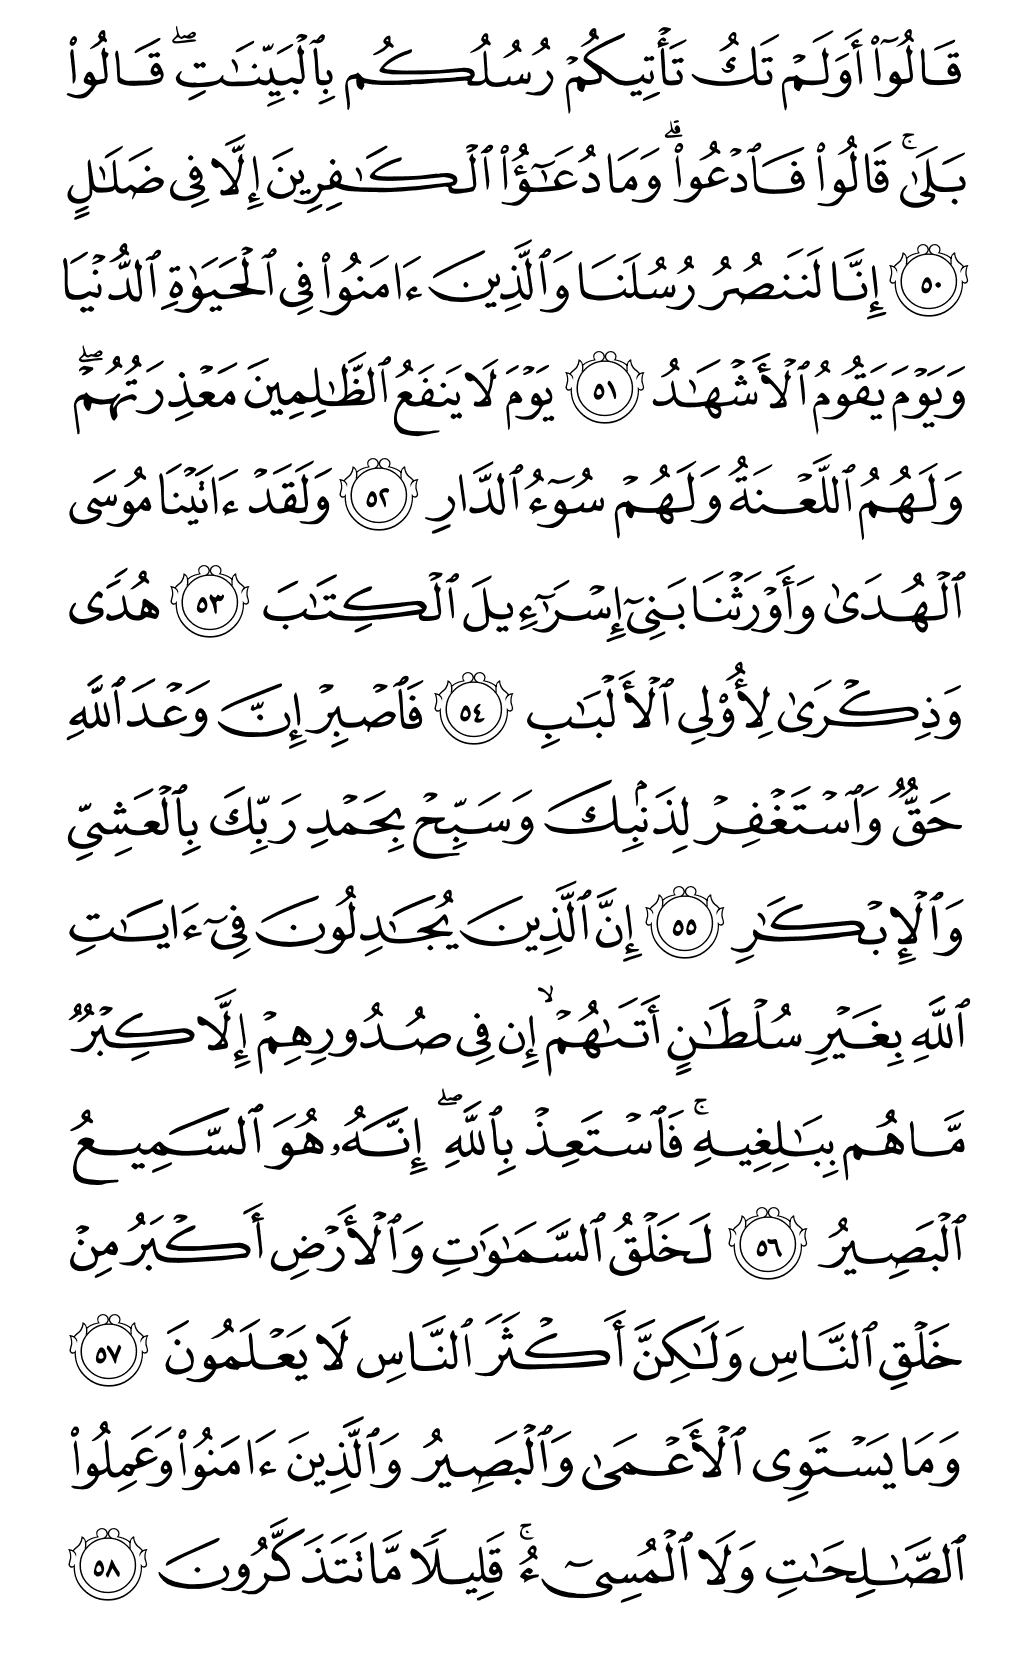 قَالُوٓا۟ أَوَلَمْ تَكُ تَأْتِيكُمْ رُسُلُكُم بِٱلْبَيِّنَـٰتِ ۖ قَالُوا۟
بَلَىٰ ۚ قَالُوا۟ فَٱدْعُوا۟ ۗ وَمَا دُعَـٰٓؤُا۟ ٱلْكَـٰفِرِينَ إِلَّا فِى ضَلَـٰلٍ
٥٠ إِنَّا لَنَنصُرُ رُسُلَنَا وَٱلَّذِينَ ءَامَنُوا۟ فِى ٱلْحَيَوٰةِ ٱلدُّنْيَا
وَيَوْمَ يَقُومُ ٱلْأَشْهَـٰدُ ٥١ يَوْمَ لَا يَنفَعُ ٱلظَّـٰلِمِينَ مَعْذِرَتُهُمْ ۖ
وَلَهُمُ ٱللَّعْنَةُ وَلَهُمْ سُوٓءُ ٱلدَّارِ ٥٢ وَلَقَدْ ءَاتَيْنَا مُوسَى
ٱلْهُدَىٰ وَأَوْرَثْنَا بَنِىٓ إِسْرَٰٓءِيلَ ٱلْكِتَـٰبَ ٥٣ هُدًى
وَذِكْرَىٰ لِأُو۟لِى ٱلْأَلْبَـٰبِ ٥٤ فَٱصْبِرْ إِنَّ وَعْدَ ٱللَّهِ
حَقٌّ وَٱسْتَغْفِرْ لِذَنۢبِكَ وَسَبِّحْ بِحَمْدِ رَبِّكَ بِٱلْعَشِىِّ
وَٱلْإِبْكَـٰرِ ٥٥ إِنَّ ٱلَّذِينَ يُجَـٰدِلُونَ فِىٓ ءَايَـٰتِ
ٱللَّهِ بِغَيْرِ سُلْطَـٰنٍ أَتَىٰهُمْ ۙ إِن فِى صُدُورِهِمْ إِلَّا كِبْرٌ
مَّا هُم بِبَـٰلِغِيهِ ۚ فَٱسْتَعِذْ بِٱللَّهِ ۖ إِنَّهُۥ هُوَ ٱلسَّمِيعُ
ٱلْبَصِيرُ ٥٦ لَخَلْقُ ٱلسَّمَـٰوَٰتِ وَٱلْأَرْضِ أَكْبَرُ مِنْ
خَلْقِ ٱلنَّاسِ وَلَـٰكِنَّ أَكْثَرَ ٱلنَّاسِ لَا يَعْلَمُونَ ٥٧
وَمَا يَسْتَوِى ٱلْأَعْمَىٰ وَٱلْبَصِيرُ وَٱلَّذِينَ ءَامَنُوا۟ وَعَمِلُوا۟
ٱلصَّـٰلِحَـٰتِ وَلَا ٱلْمُسِىٓءُ ۚ قَلِيلًا مَّا تَتَذَكَّرُونَ ٥٨